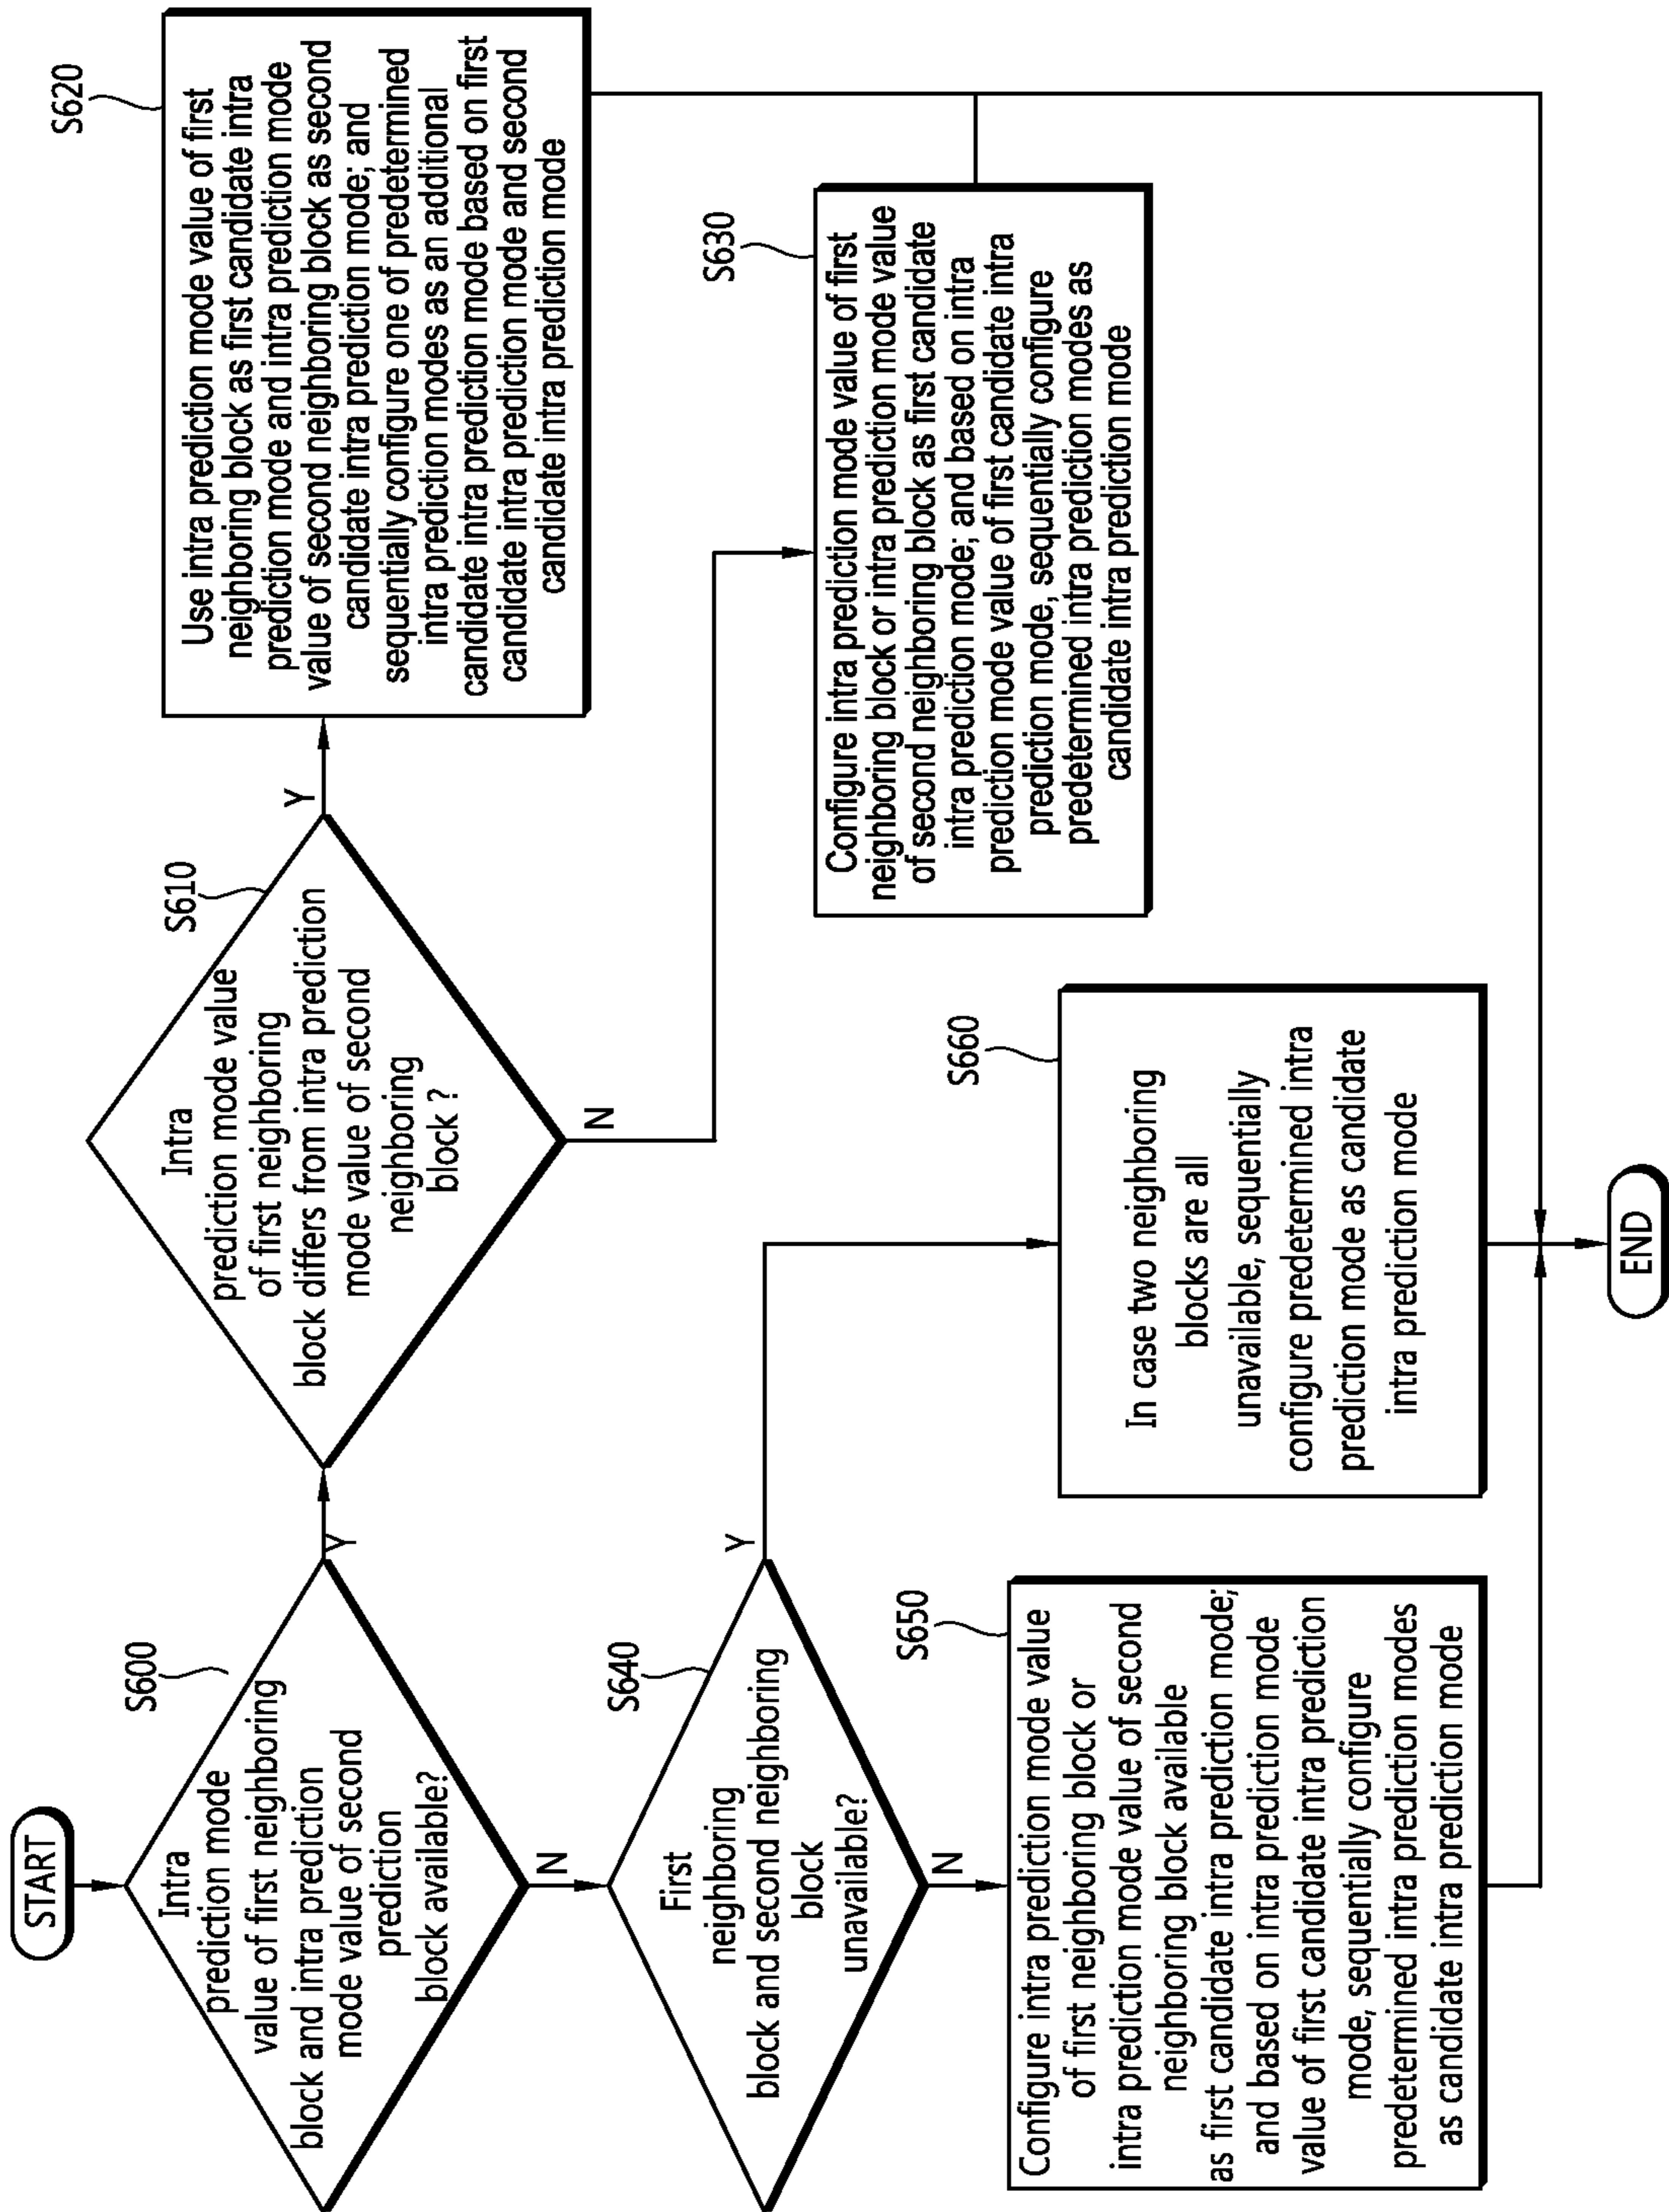 START
S600
Intra
prediction mode
value of first neighboring
block and intra prediction
mode value of second
prediction
block available?
Y
N
S610
Intra
prediction mode value
of first neighboring
block differs from intra prediction
mode value of second
neighboring
block ?
Y
N
S620
Use intra prediction mode value of first
neighboring block as first candidate intra
prediction mode and intra prediction mode
value of second neighboring block as second
candidate intra prediction mode; and
sequentially configure one of predetermined
intra prediction modes as an additional
candidate intra prediction mode based on first
candidate intra prediction mode and second
candidate intra prediction mode
S630
Configure intra prediction mode value of first
neighboring block or intra prediction mode value
of second neighboring block as first candidate
intra prediction mode; and based on intra
prediction mode value of first candidate intra
prediction mode, sequentially configure
predetermined intra prediction modes as
candidate intra prediction mode
S640
First
neighboring
block and second neighboring
block
unavailable?
Y
N
S650
Configure intra prediction mode value
of first neighboring block or
intra prediction mode value of second
neighboring block available
as first candidate intra prediction mode;
and based on intra prediction mode
value of first candidate intra prediction
mode, sequentially configure
predetermined intra prediction modes
as candidate intra prediction mode
S660
In case two neighboring
blocks are all
unavailable, sequentially
configure predetermined intra
prediction mode as candidate
intra prediction mode
END